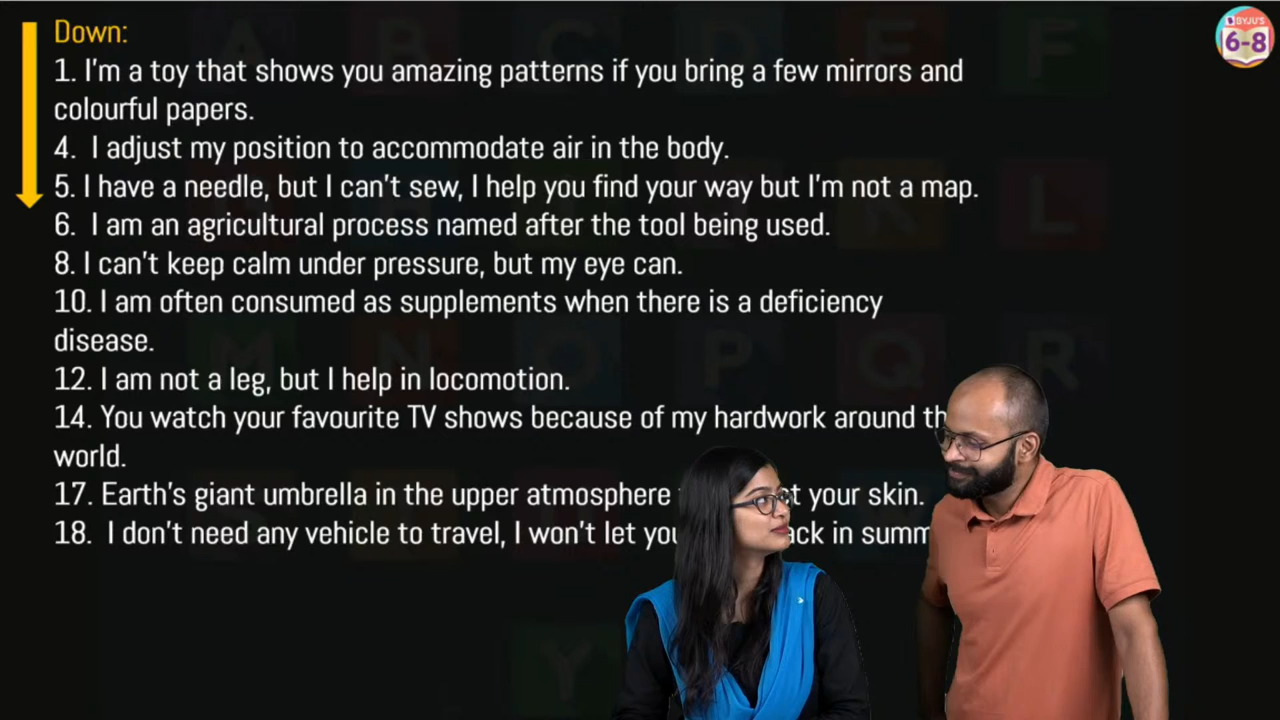 Down:
1. I'm a toy that shows you amazing patterns if you bring a few mirrors and
colourful papers.
4. I adjust my position to accommodate air in the body.
5. I have a needle, but I can't sew, I help you find your way but I'm not a map.
6. I am an agricultural process named after the tool being used.
8. I can't keep calm under pressure, but my eye can.
10. I am often consumed as supplements when there is a deficiency
disease.
12. I am not a leg, but I help in locomotion.
14. You watch your favourite TV shows because of my hardwork around
world.
17. Earth's giant umbrella in the upper atmosphere your skin.
18. I don't need any vehicle to travel, I won't let in
BYJU'S
6-8
A B C D E F
K L
M N O P Q R
Y